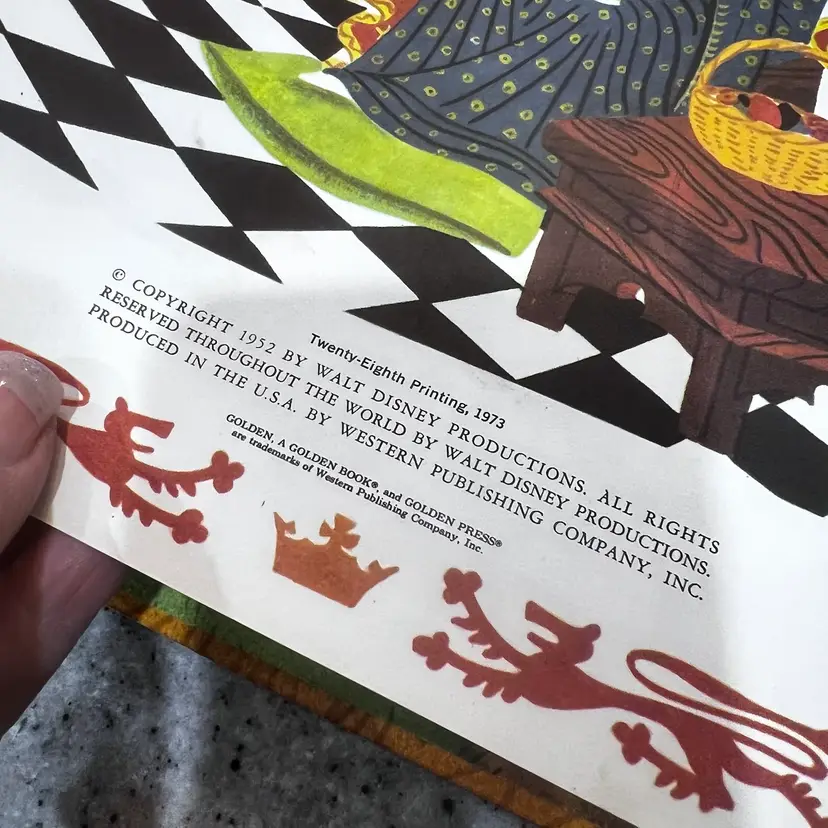 Twenty-Eighth Printing, 1973
© COPYRIGHT 1952 BY WALT DISNEY PRODUCTIONS. ALL RIGHTS
RESERVED THROUGHOUT THE WORLD BY WALT DISNEY PRODUCTIONS.
PRODUCED IN THE U.S.A. BY WESTERN PUBLISHING COMPANY, INC.
GOLDEN, A GOLDEN BOOK®, and GOLDEN PRESS®
are trademarks of Western Publishing Company, Inc.